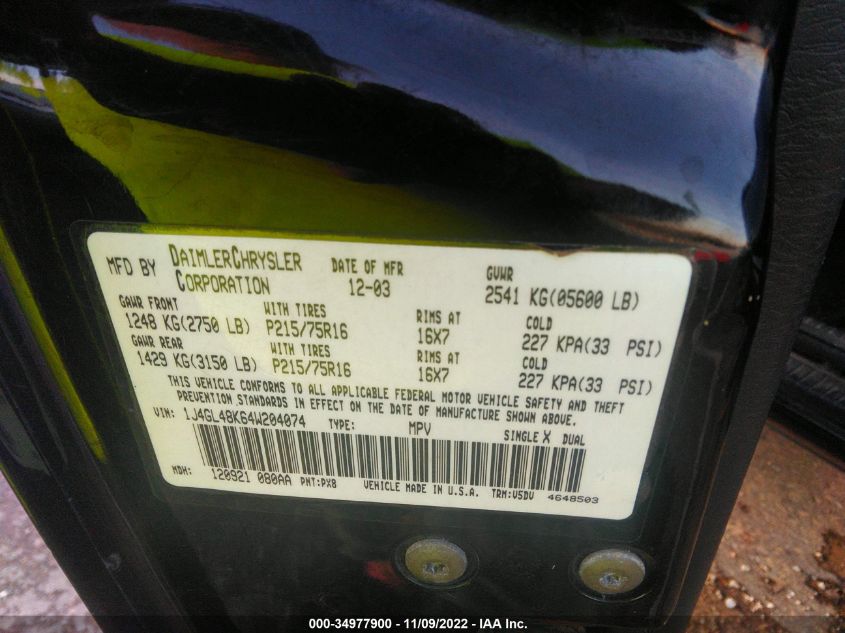 MFD BY DAIMLERCHRYSLER CORPORATION DATE OF MFR 12-03 GVWR 2541 KG(05600 LB)
GAWR FRONT WITH TIRES RIMS AT COLD
1248 KG(2750 LB) P215/75R16 16X7 227 KPA(33 PSI)
GAWR REAR WITH TIRES RIMS AT COLD
1429 KG(3150 LB) P215/75R16 16X7 227 KPA(33 PSI)
THIS VEHICLE CONFORMS TO ALL APPLICABLE FEDERAL MOTOR VEHICLE SAFETY AND THEFT
PREVENTION STANDARDS IN EFFECT ON THE DATE OF MANUFACTURE SHOWN ABOVE.
VIN: 1J4GL48K64W204074 TYPE: MPV SINGLE X DUAL
MDH: 120921 080AA PNT:PX8 VEHICLE MADE IN U.S.A. TRM:V5DV 4648503
000-34977900 - 11/09/2022 - IAA Inc.